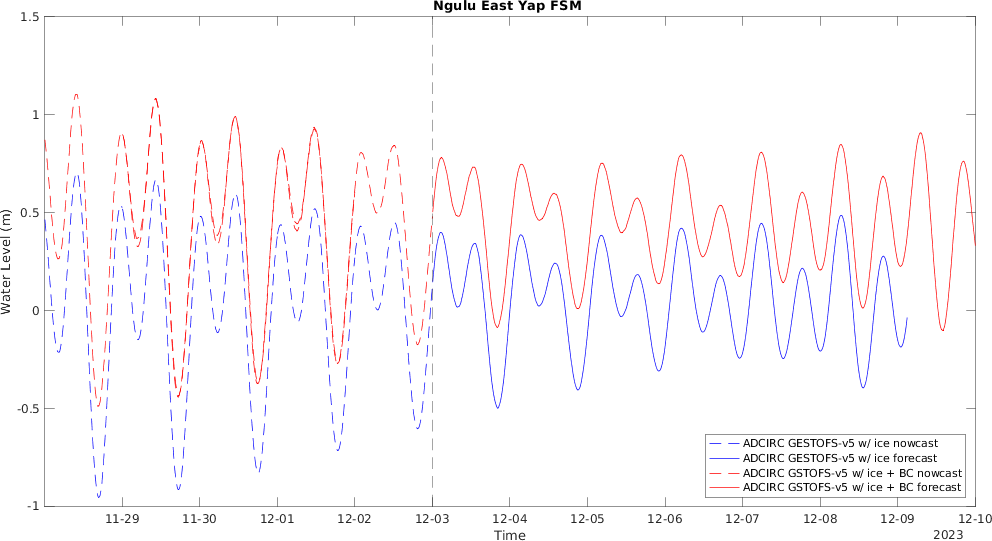 Ngulu East Yap FSM
1.5
1
0.5
0
-0.5
-1
Water Level (m)
ADCIRC GESTOFS-v5 w/ ice nowcast
ADCIRC GESTOFS-v5 w/ ice forecast
ADCIRC GSTOFS-v5 w/ ice + BC nowcast
ADCIRC GSTOFS-v5 w/ ice + BC forecast
11-29 11-30 12-01 12-02 12-03 12-04 12-05 12-06 12-07 12-08 12-09 12-10
Time
2023